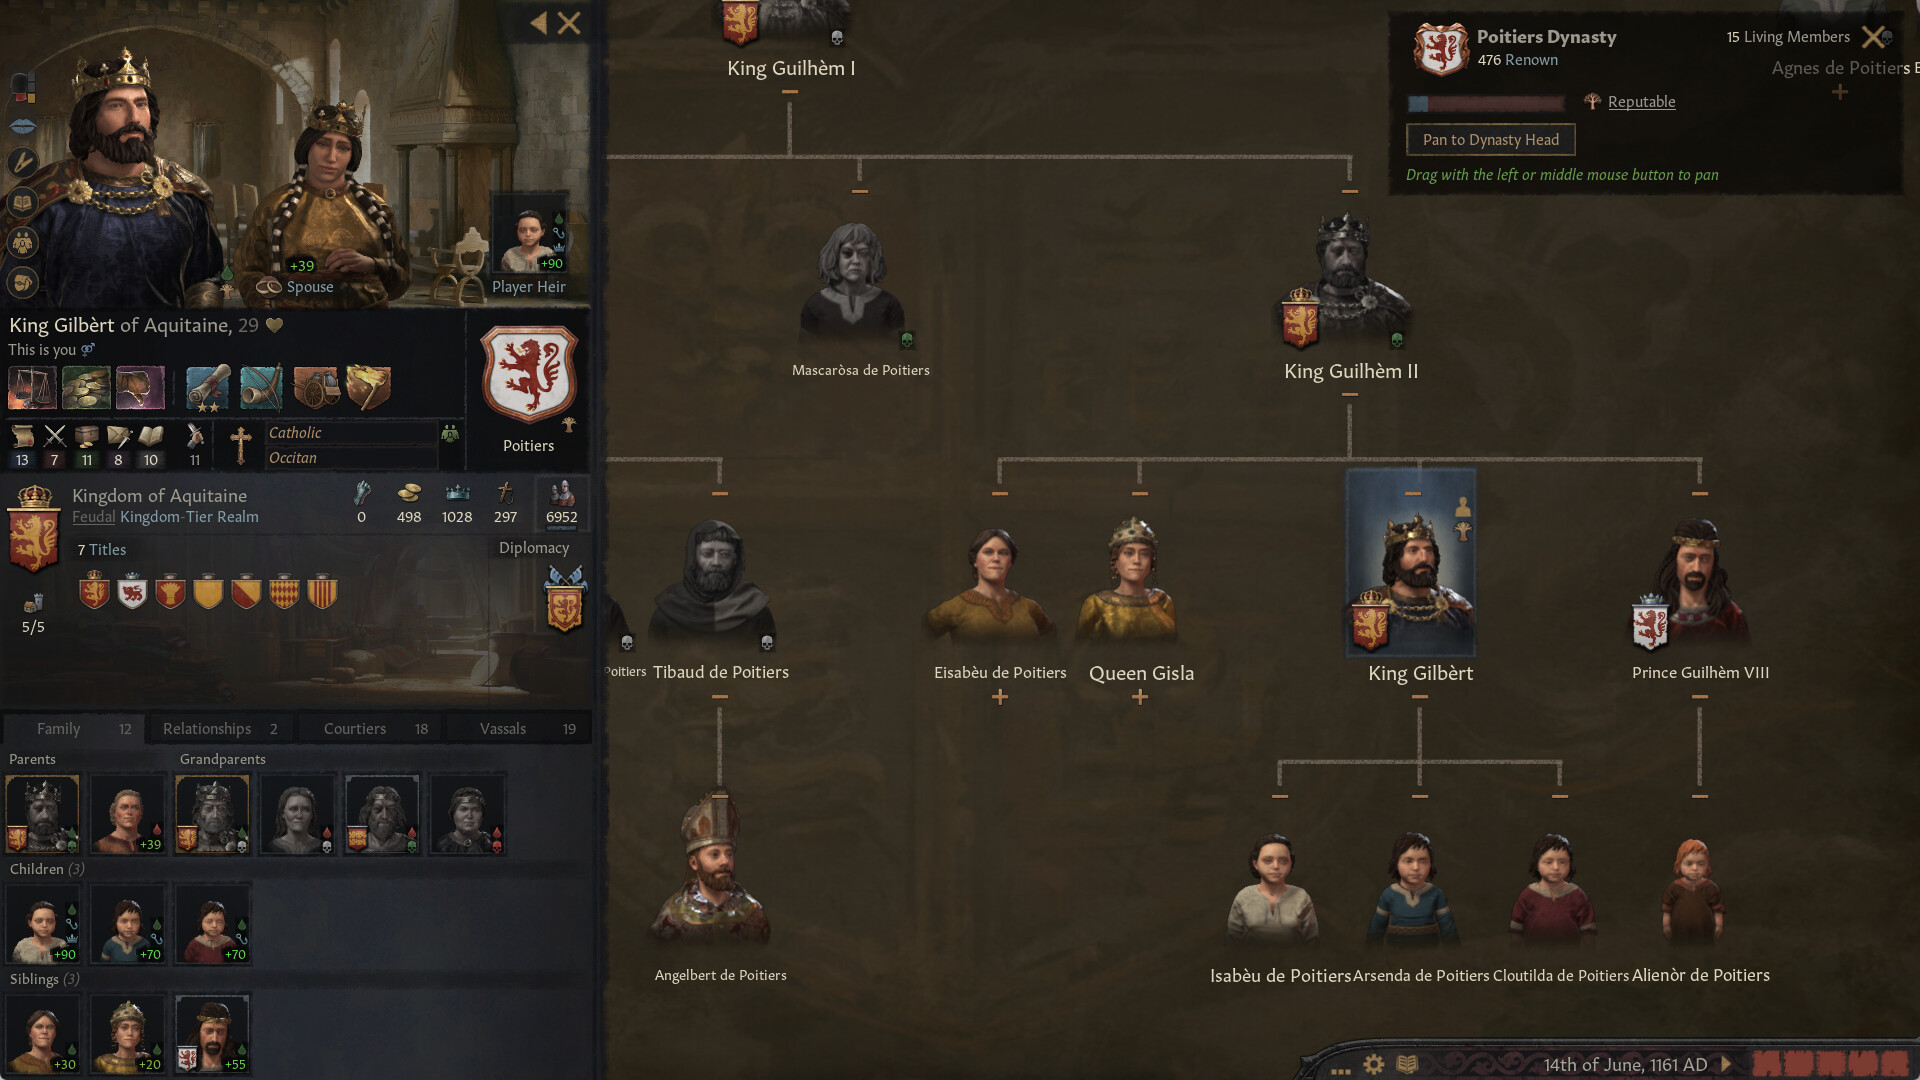 +39
Spouse
+90
Player Heir
King Gilbèrt of Aquitaine, 29
This is you
13 7 11 8 10 11
Catholic
Occitan
Poitiers
Kingdom of Aquitaine
Feudal Kingdom-Tier Realm
0 498 1028 297 6952
7 Titles
Diplomacy
5/5
Family 12
Relationships 2
Courtiers 18
Vassals 19
Parents
Grandparents
+39
Children (3)
+90
+70
+70
Siblings (3)
+30
+20
+55
King Guilhèm I
Mascaròsa de Poitiers
King Guilhèm II
Poitiers
Tibaud de Poitiers
Eisabèu de Poitiers
Queen Gisla
King Gilbèrt
Prince Guilhèm VIII
Angelbert de Poitiers
Isabèu de Poitiers
Arsenda de Poitiers
Cloutilda de Poitiers
Alienòr de Poitiers
Poitiers Dynasty
15 Living Members
476 Renown
Agnes de Poitiers
Reputable
Pan to Dynasty Head
Drag with the left or middle mouse button to pan
14th of June, 1161 AD